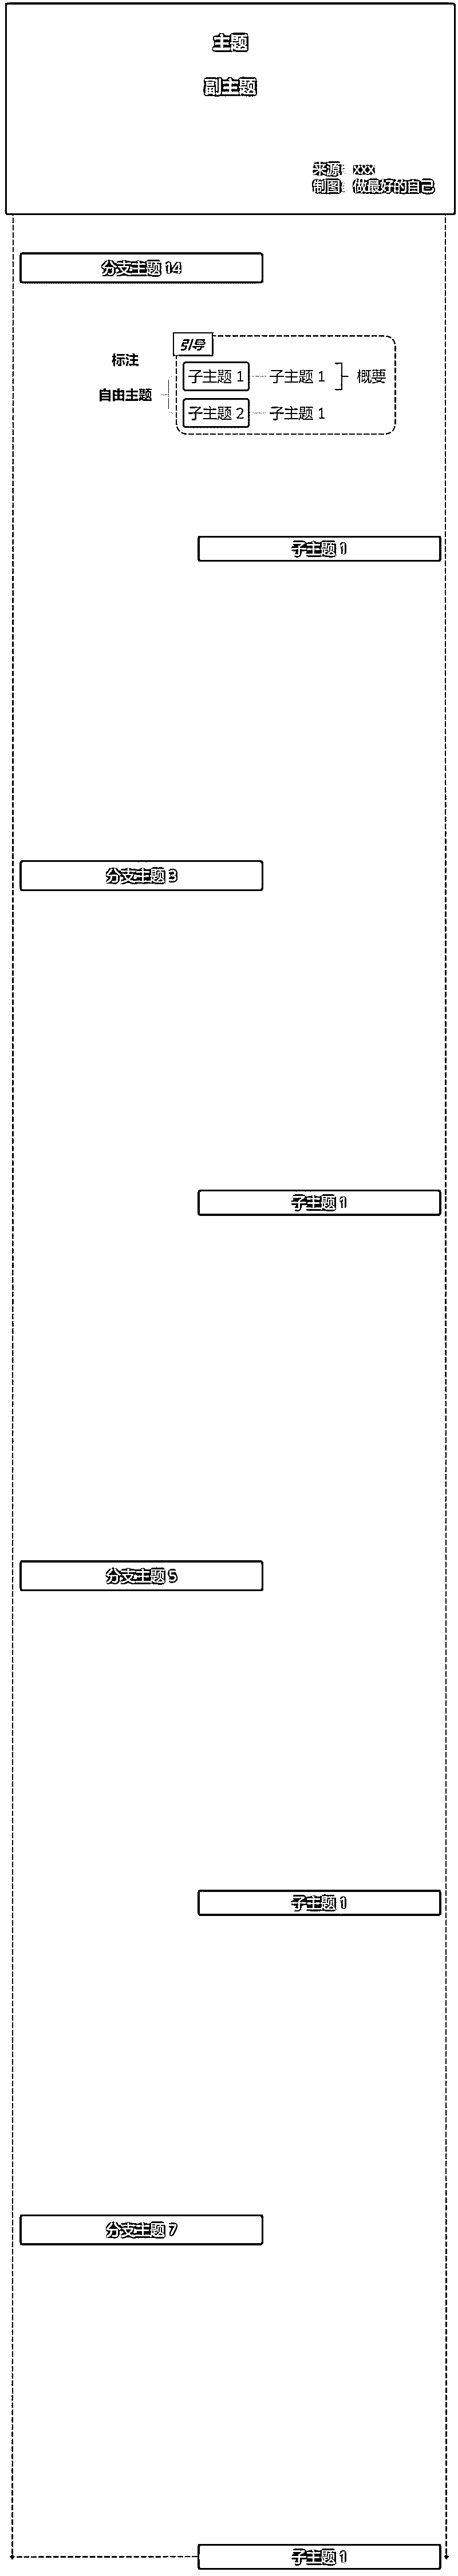 主题
副主题
来源：xxx
制图：做最好的自己
分支主题 14
引导
标注
子主题 1 子主题 1 概要
自由主题
子主题 2 子主题 1
子主题 1
分支主题 3
子主题 1
分支主题 5
子主题 1
分支主题 7
子主题 1